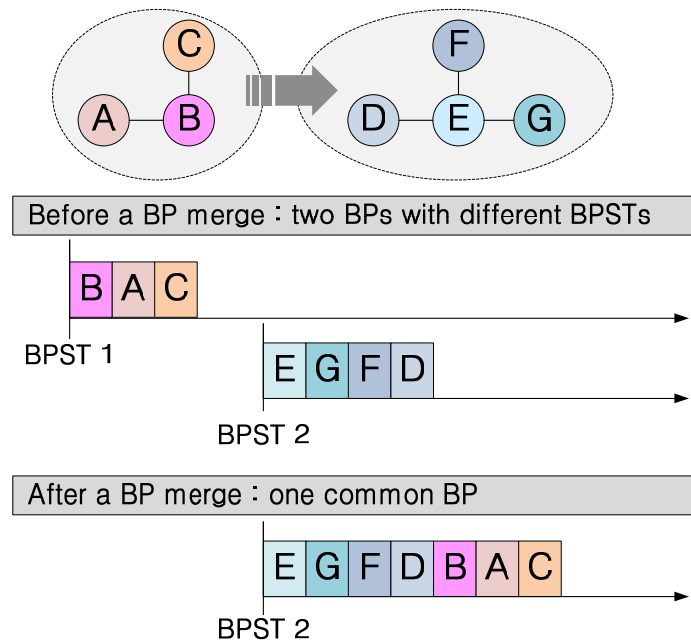 C
F
A
B
D
E
G
Before a BP merge : two BPs with different BPSTs
B A C
BPST 1
E G F D
BPST 2
After a BP merge : one common BP
E G F D B A C
BPST 2